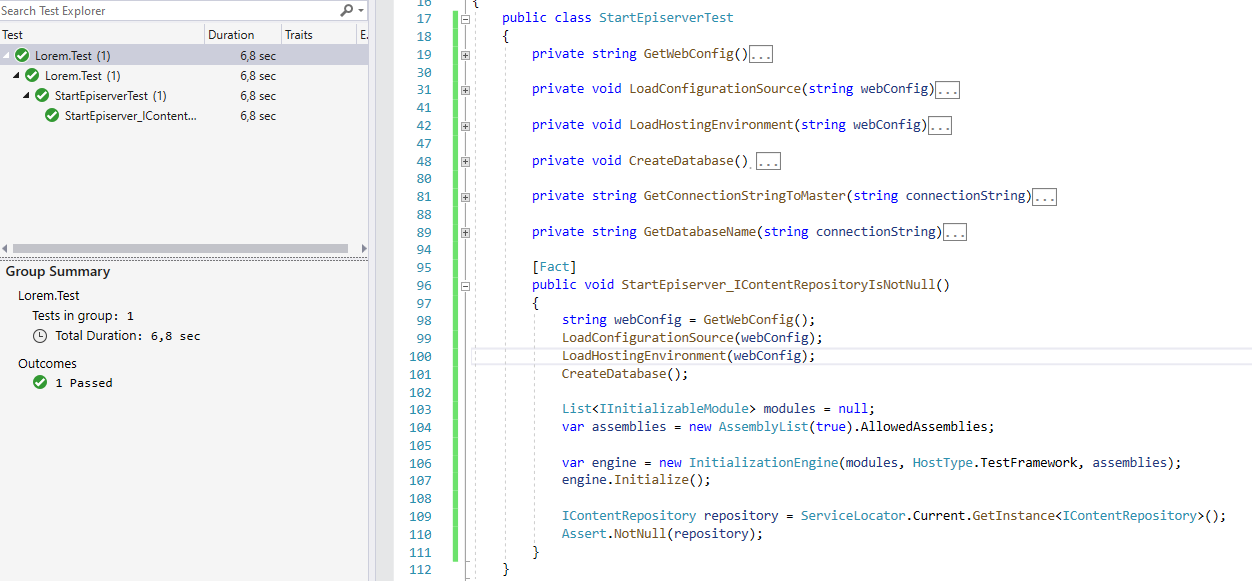 Search Test Explorer
Test Duration Traits E.
Lorem.Test (1) 6,8 sec
Lorem.Test (1) 6,8 sec
StartEpiserverTest (1) 6,8 sec
StartEpiserver_IContent... 6,8 sec
Group Summary
Lorem.Test
Tests in group: 1
Total Duration: 6,8 sec
Outcomes
1 Passed
16 {
17 public class StartEpiserverTest
18 {
19 private string GetWebConfig()...
30
31 private void LoadConfigurationSource(string webConfig)...
41
42 private void LoadHostingEnvironment(string webConfig)...
47
48 private void CreateDatabase() ...
80
81 private string GetConnectionStringToMaster(string connectionString)...
88
89 private string GetDatabaseName(string connectionString)...
94
95 [Fact]
96 public void StartEpiserver_IContentRepositoryIsNotNull()
97 {
98 string webConfig = GetWebConfig();
99 LoadConfigurationSource(webConfig);
100 LoadHostingEnvironment(webConfig);
101 CreateDatabase();
102
103 List<IInitializableModule> modules = null;
104 var assemblies = new AssemblyList(true).AllowedAssemblies;
105
106 var engine = new InitializationEngine(modules, HostType.TestFramework, assemblies);
107 engine.Initialize();
108
109 IContentRepository repository = ServiceLocator.Current.GetInstance<IContentRepository>();
110 Assert.NotNull(repository);
111 }
112 }